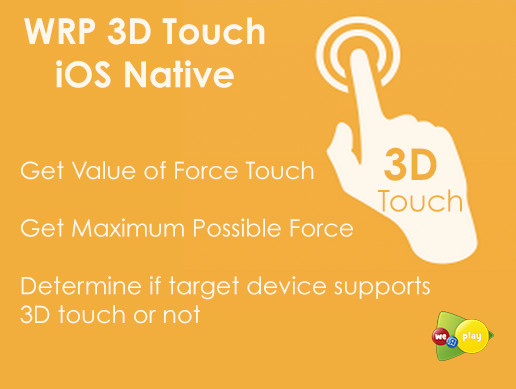 WRP 3D Touch
iOS Native
3D
Touch
Get Value of Force Touch
Get Maximum Possible Force
Determine if target device supports
3D touch or not
we
play